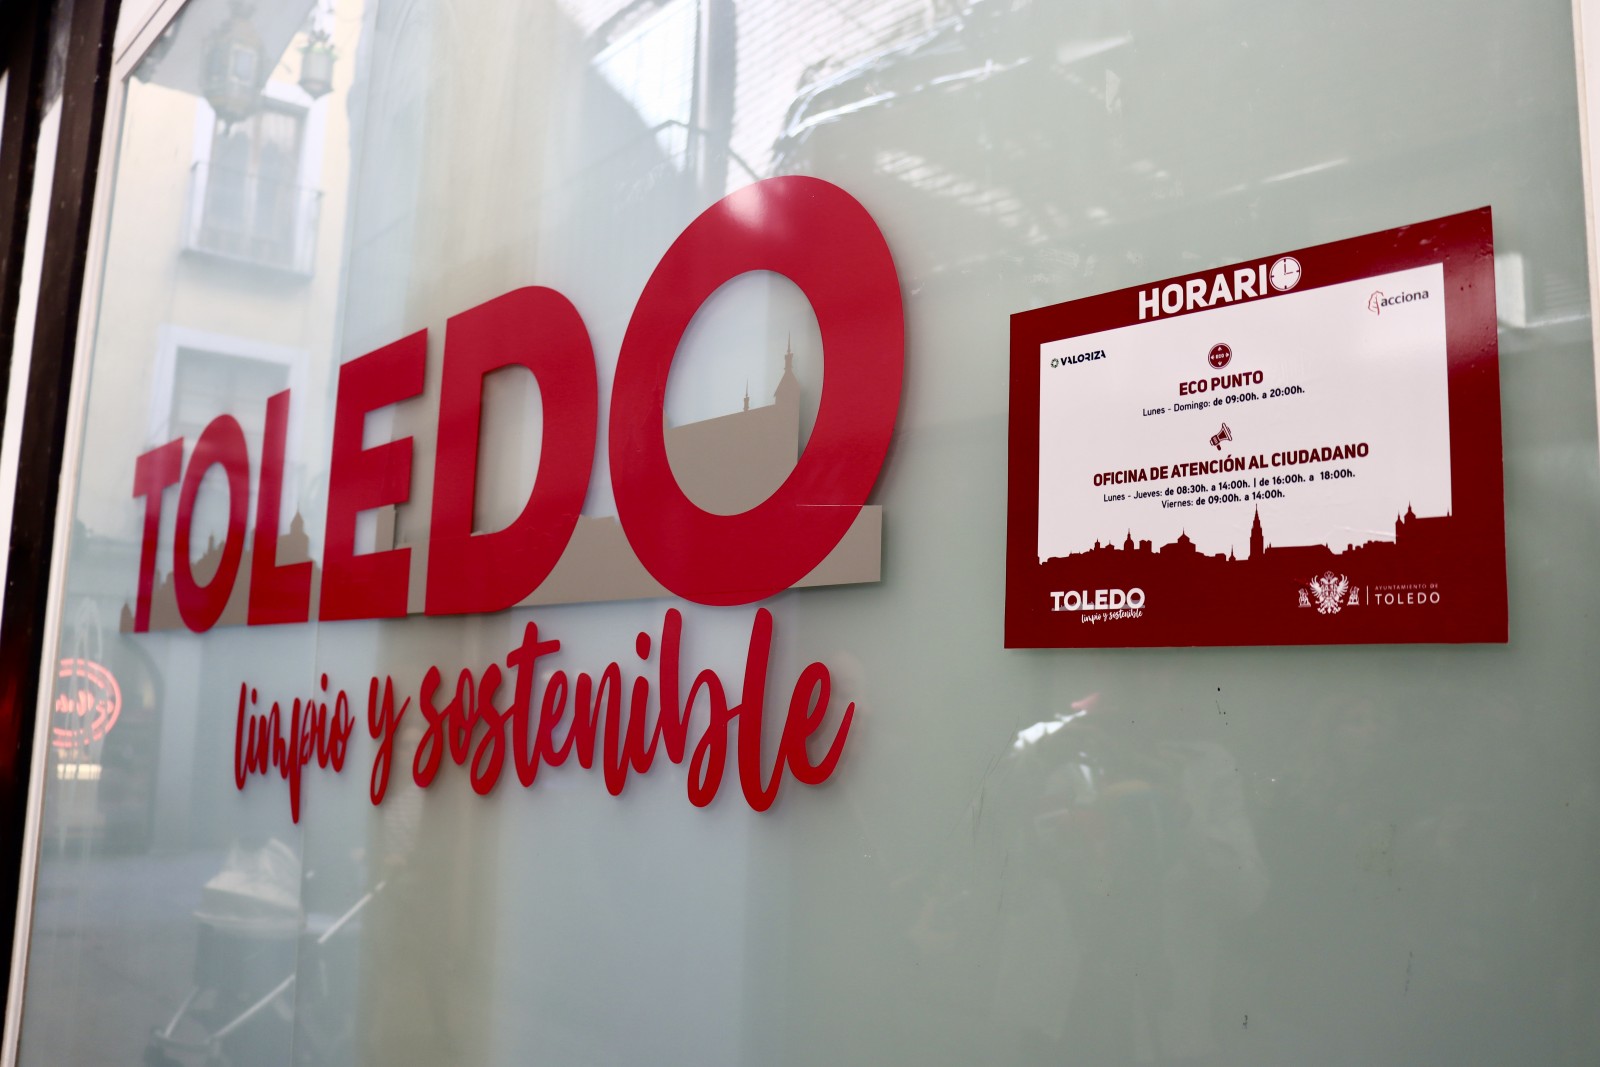 TOLEDO
limpio y sostenible
HORARIO
acciona
VALORIZA
ECO
ECO PUNTO
Lunes - Domingo: de 09:00h. a 20:00h.
OFICINA DE ATENCIÓN AL CIUDADANO
Lunes - Jueves: de 08:30h. a 14:00h. | de 16:00h. a 18:00h.
Viernes: de 09:00h. a 14:00h.
TOLEDO
limpio y sostenible
AYUNTAMIENTO DE
TOLEDO